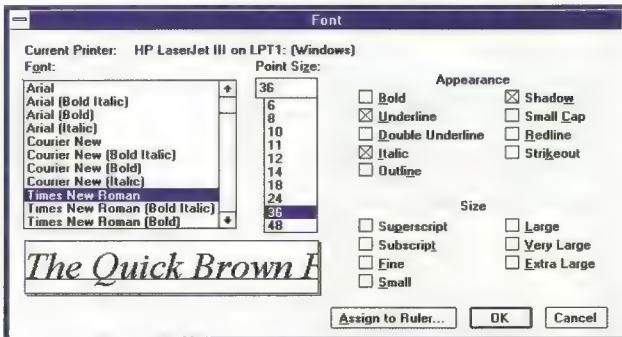 Font
Current Printer: HP LaserJet III on LPT1: (Windows)
Font:
Arial
Arial (Bold Italic)
Arial (Bold)
Arial (Italic)
Courier New
Courier New (Bold Italic)
Courier New (Bold)
Courier New (Italic)
Times New Roman
Times New Roman (Bold Italic)
Times New Roman (Bold)
The Quick Brown F
Point Size:
36
6
8
10
11
12
14
18
24
36
48
Appearance
Bold
Underline
Double Underline
Italic
Outline
Shadow
Small Cap
Redline
Strikeout
Size
Superscript
Subscript
Fine
Small
Large
Very Large
Extra Large
Assign to Ruler...
OK
Cancel